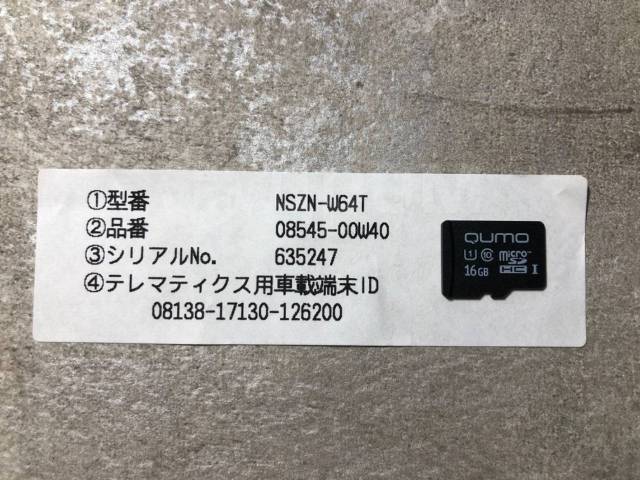 ①型番 NSZN-W64T
②品番 08545-00W40
③シリアルNo. 635247
④テレマティクス用車載端末ID
08138-17130-126200
QUMO
U1 10 micro SD
16GB HC I